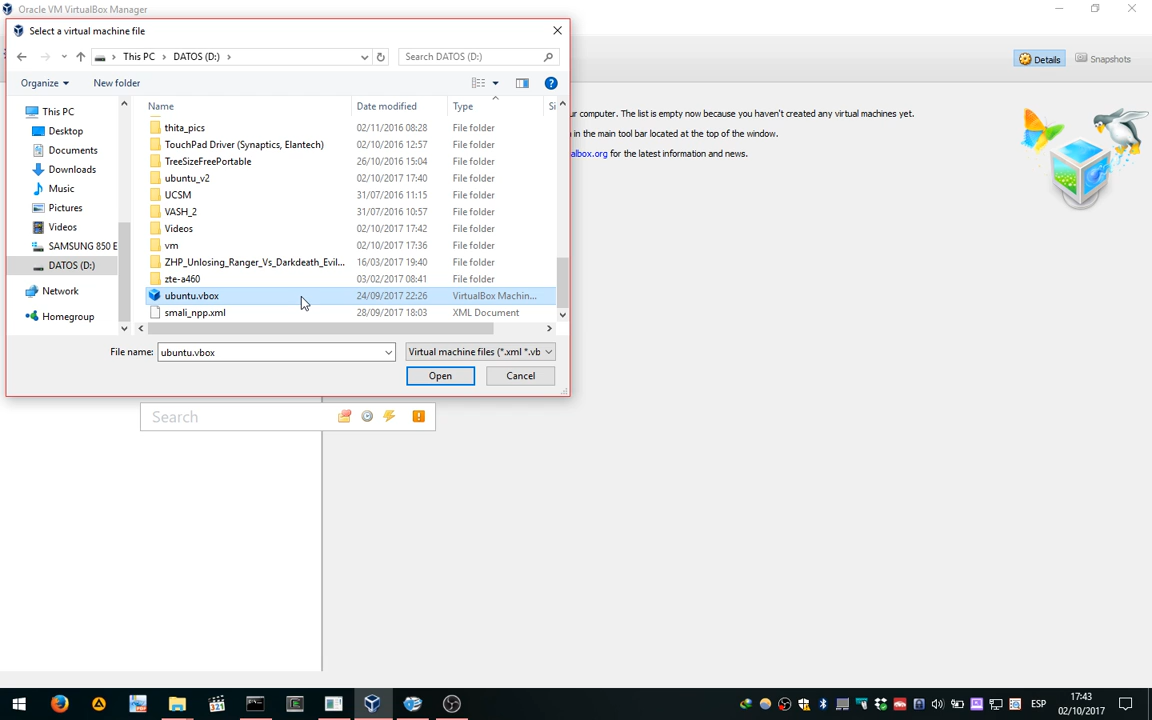 Oracle VM VirtualBox Manager
Select a virtual machine file
This PC
DATOS (D:)
Search DATOS (D:)
Details
Snapshots
Organize
New folder
Name
Date modified
Type
This PC
Desktop
Documents
Downloads
Music
Pictures
Videos
SAMSUNG 850 E
DATOS (D:)
Network
Homegroup
thita_pics 02/11/2016 08:28 File folder
TouchPad Driver (Synaptics, Elantech) 02/10/2016 12:57 File folder
TreeSizeFreePortable 26/10/2016 15:04 File folder
ubuntu_v2 02/10/2017 17:40 File folder
UCSM 31/07/2016 11:15 File folder
VASH_2 31/07/2016 10:57 File folder
Videos 02/10/2017 17:42 File folder
vm 02/10/2017 17:36 File folder
ZHP_Unlosing_Ranger_Vs_Darkdeath_Evil... 16/03/2017 19:40 File folder
zte-a460 03/02/2017 08:41 File folder
ubuntu.vbox 24/09/2017 22:26 VirtualBox Machin...
smali_npp.xml 28/09/2017 18:03 XML Document
File name: ubuntu.vbox
Virtual machine files (*.xml *.vb
Open
Cancel
ur computer. The list is empty now because you haven't created any virtual machines yet.
in the main tool bar located at the top of the window.
albox.org for the latest information and news.
Search
321
ESP
17:43
02/10/2017